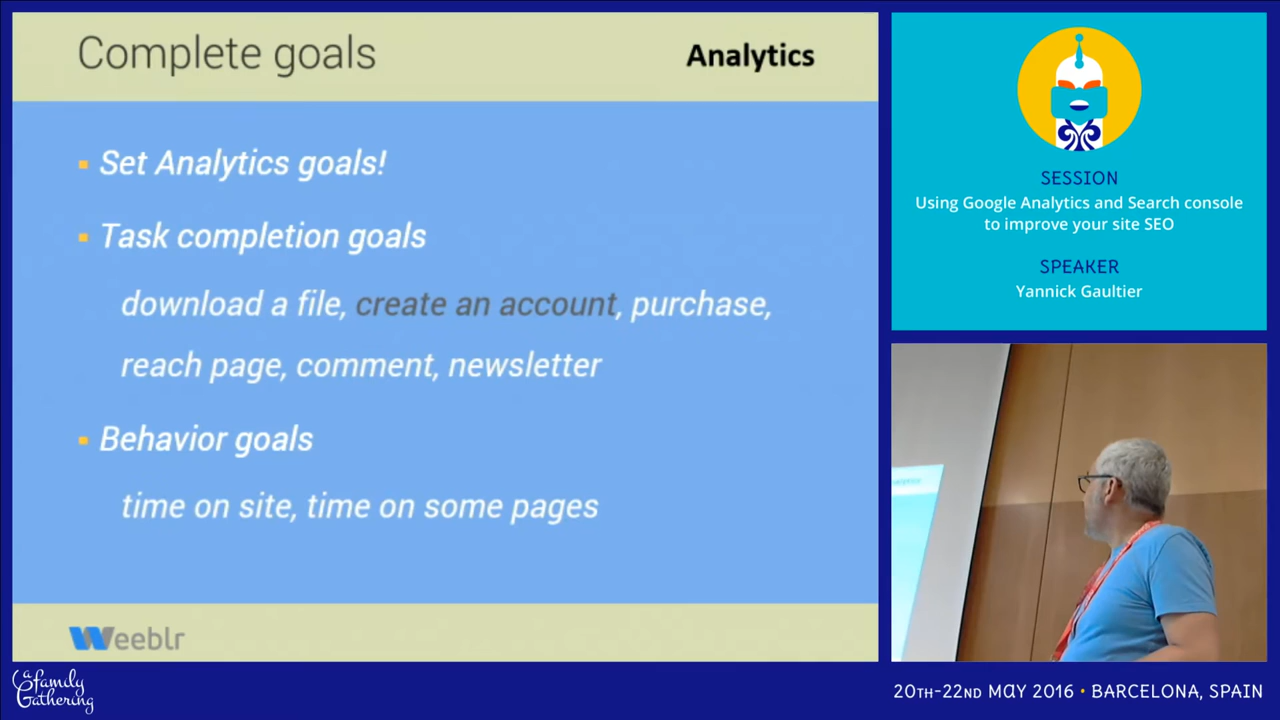 Complete goals
Analytics
Set Analytics goals!
Task completion goals
download a file, create an account, purchase,
reach page, comment, newsletter
Behavior goals
time on site, time on some pages
Weeblr
SESSION
Using Google Analytics and Search console
to improve your site SEO
SPEAKER
Yannick Gaultier
a family
Gathering
20TH-22ND MAY 2016 • BARCELONA, SPAIN